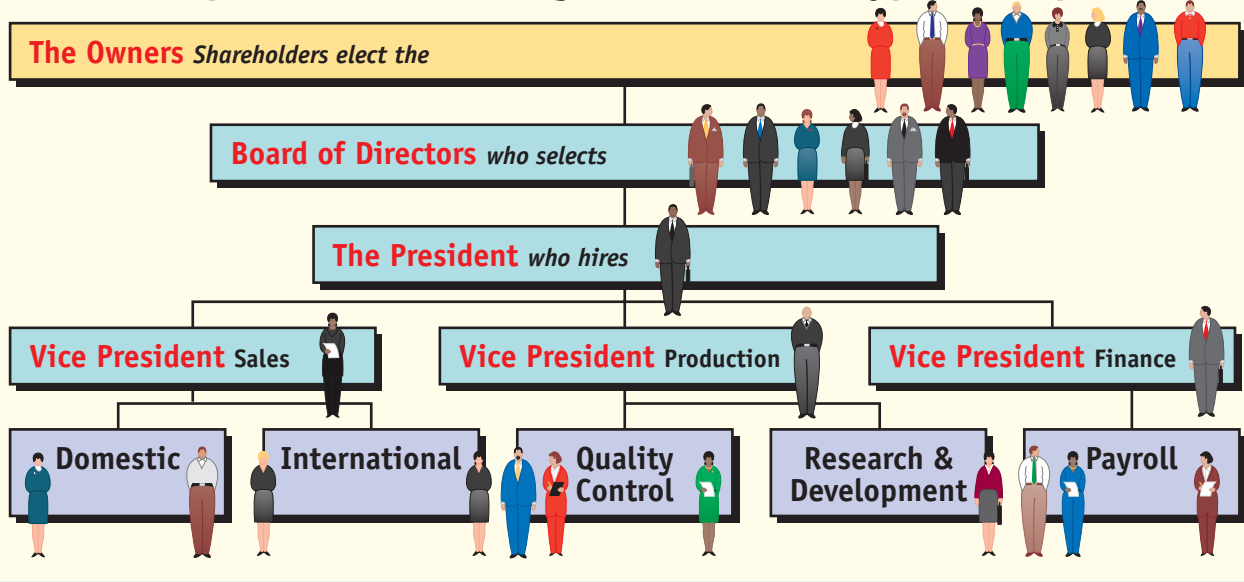 The Owners Shareholders elect the
Board of Directors who selects
The President who hires
Vice President Sales
Vice President Production
Vice President Finance
Domestic
International
Quality
Control
Research &
Development
Payroll